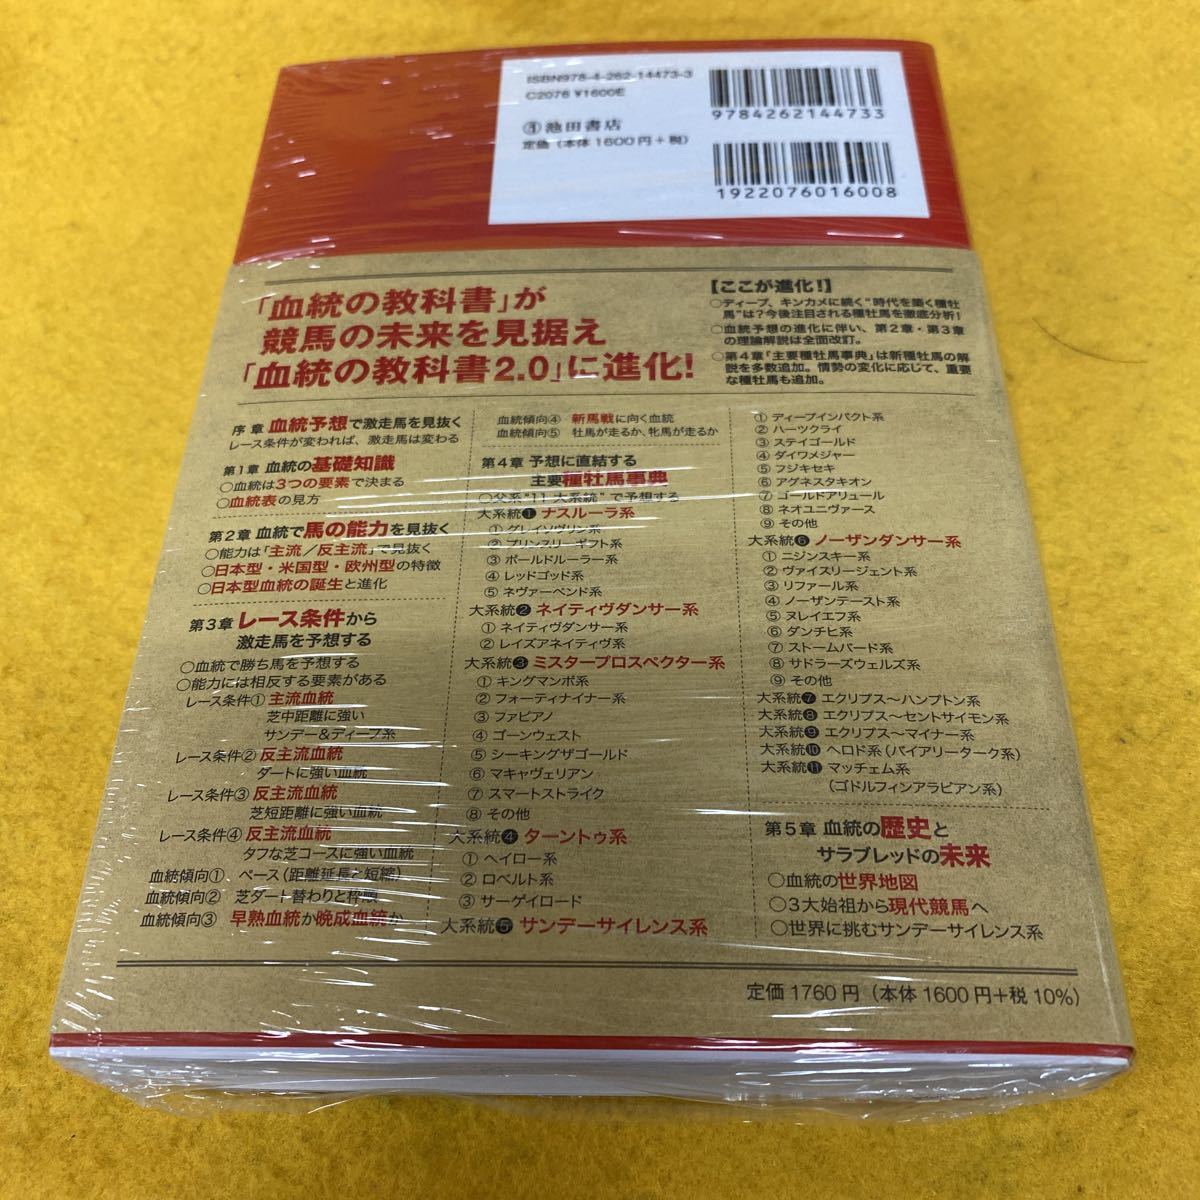 ISBN978-4-262-14473-3
C2076 ¥1600E
池田書店
定価(本体1600円+税)
9784262144733
1922076016008
「血統の教科書」が
競馬の未来を見据え
「血統の教科書2.0」に進化!
【ここが進化!】
○ディープ、キンカメに続く“時代を築く種牡
馬”は?今後注目される種牡馬を徹底分析!
○血統予想の進化に伴い、第2章・第3章
の理論解説は全面改訂。
○第4章「主要種牡馬事典」は新種牡馬の解
説を多数追加。情勢の変化に応じて、重要
な種牡馬も追加。
序章 血統予想で激走馬を見抜く
レース条件が変われば、激走馬は変わる
第1章 血統の基礎知識
○血統は3つの要素で決まる
○血統表の見方
第2章 血統で馬の能力を見抜く
○能力は「主流/反主流」で見抜く
○日本型・米国型・欧州型の特徴
○日本型血統の誕生と進化
第3章 レース条件から
激走馬を予想する
○血統で勝ち馬を予想する
○能力には相反する要素がある
レース条件① 主流血統
芝中距離に強い
サンデー&ディープ系
レース条件② 反主流血統
ダートに強い血統
レース条件③ 反主流血統
芝短距離に強い血統
レース条件④ 反主流血統
タフな芝コースに強い血統
血統傾向① ペース(距離延長と短縮)
血統傾向② 芝ダート替わりと枠順
血統傾向③ 早熟血統か晩成血統か
血統傾向④ 新馬戦に向く血統
血統傾向⑤ 牡馬が走るか、牝馬が走るか
第4章 予想に直結する
主要種牡馬事典
○父系“11大系統”で予想する
大系統❶ ナスルーラ系
① グレイソヴリン系
② プリンスリーギフト系
③ ボールドルーラー系
④ レッドゴッド系
⑤ ネヴァーベンド系
大系統❷ ネイティヴダンサー系
① ネイティヴダンサー系
② レイズアネイティヴ系
大系統❸ ミスタープロスペクター系
① キングマンボ系
② フォーティナイナー系
③ ファピアノ
④ ゴーンウェスト
⑤ シーキングザゴールド
⑥ マキャヴェリアン
⑦ スマートストライク
⑧ その他
大系統❹ ターントゥ系
① ヘイロー系
② ロベルト系
③ サーゲイロード
大系統❺ サンデーサイレンス系
① ディープインパクト系
② ハーツクライ
③ ステイゴールド
④ ダイワメジャー
⑤ フジキセキ
⑥ アグネスタキオン
⑦ ゴールドアリュール
⑧ ネオユニヴァース
⑨ その他
大系統❻ ノーザンダンサー系
① ニジンスキー系
② ヴァイスリージェント系
③ リファール系
④ ノーザンテースト系
⑤ ヌレイエフ系
⑥ ダンチヒ系
⑦ ストームバード系
⑧ サドラーズウェルズ系
⑨ その他
大系統❼ エクリプス〜ハンプトン系
大系統❽ エクリプス〜セントサイモン系
大系統❾ エクリプス〜マイナー系
大系統❿ ヘロド系(バイアリーターク系)
大系統⓫ マッチェム系
(ゴドルフィンアラビアン系)
第5章 血統の歴史と
サラブレッドの未来
○血統の世界地図
○3大始祖から現代競馬へ
○世界に挑むサンデーサイレンス系
定価1760円(本体1600円+税10%)